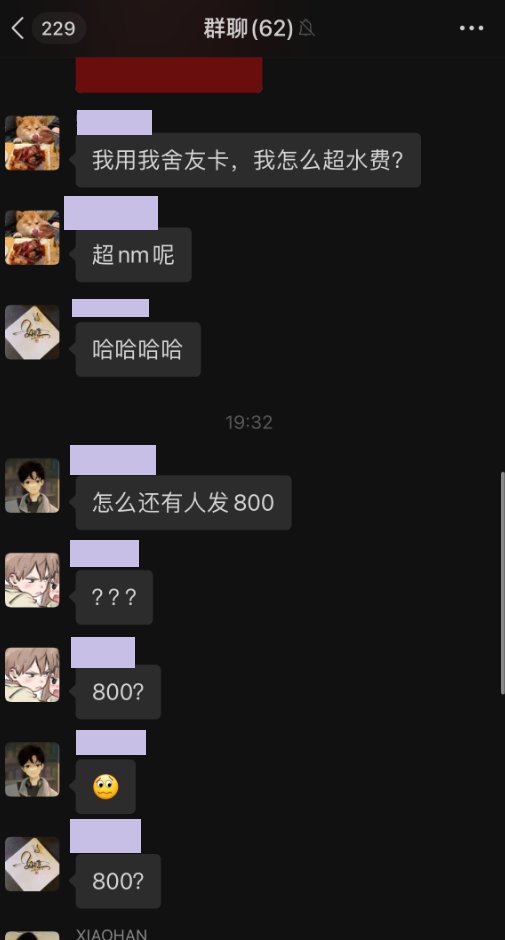 229
群聊(62)
我用我舍友卡，我怎么超水费?
超nm呢
哈哈哈哈
19:32
怎么还有人发800
???
800?
800?
XIAOHAN